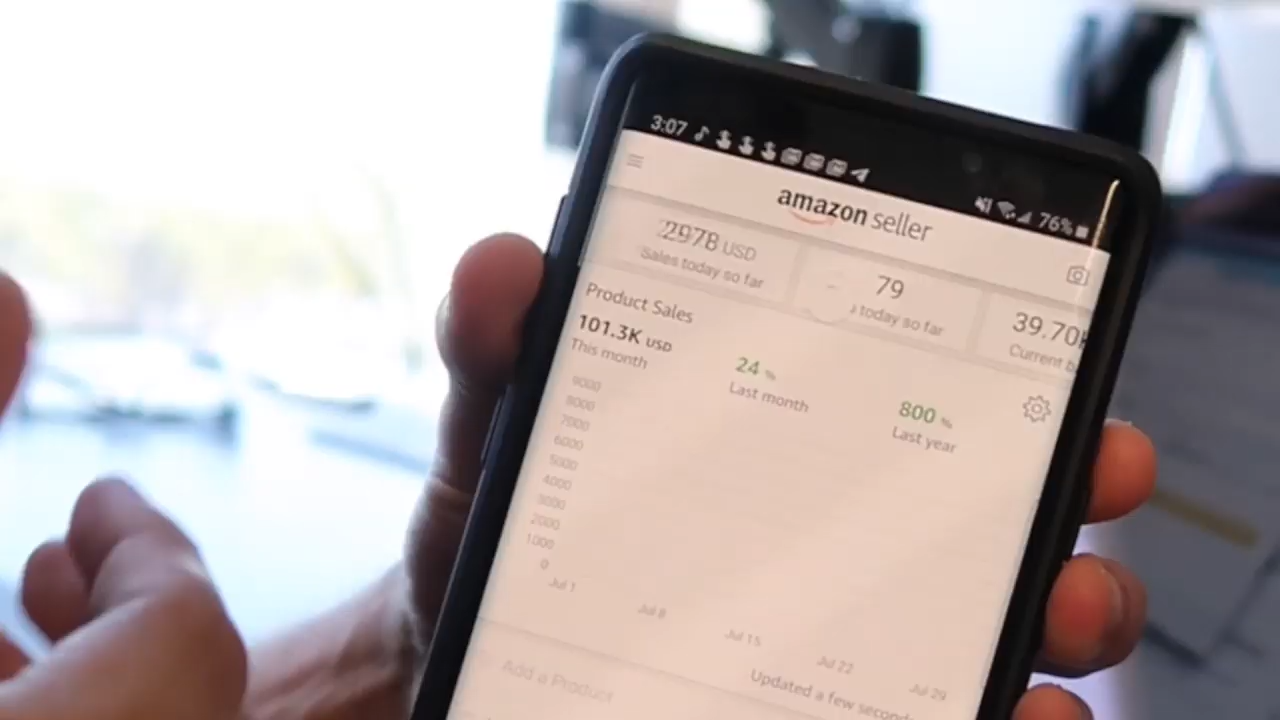 3:07
76%
amazon seller
2978 USD
Sales today so far
79
today so far
39.70
Current
Product Sales
101.3K USD
This month
24 %
Last month
800 %
Last year
9000
8000
7000
6000
5000
4000
3000
2000
1000
0
Jul 1
Jul 8
Jul 15
Jul 22
Jul 29
Updated a few seconds
Add a Product